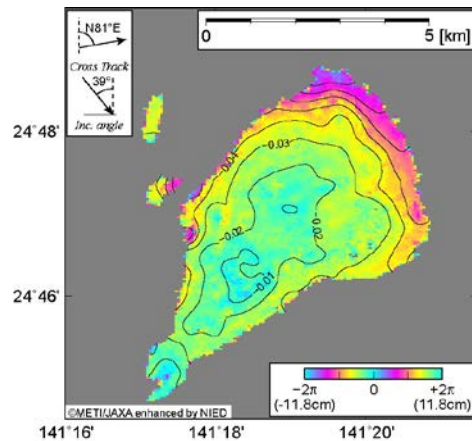 N81°E
Cross Track
39°
Inc. angle
0 5 [km]
24°48'
24°46'
-0.04
-0.03
-0.02
-0.02
-0.01
-2π 0 +2π
(-11.8cm) (11.8cm)
©METI/JAXA enhanced by NIED
141°16' 141°18' 141°20'